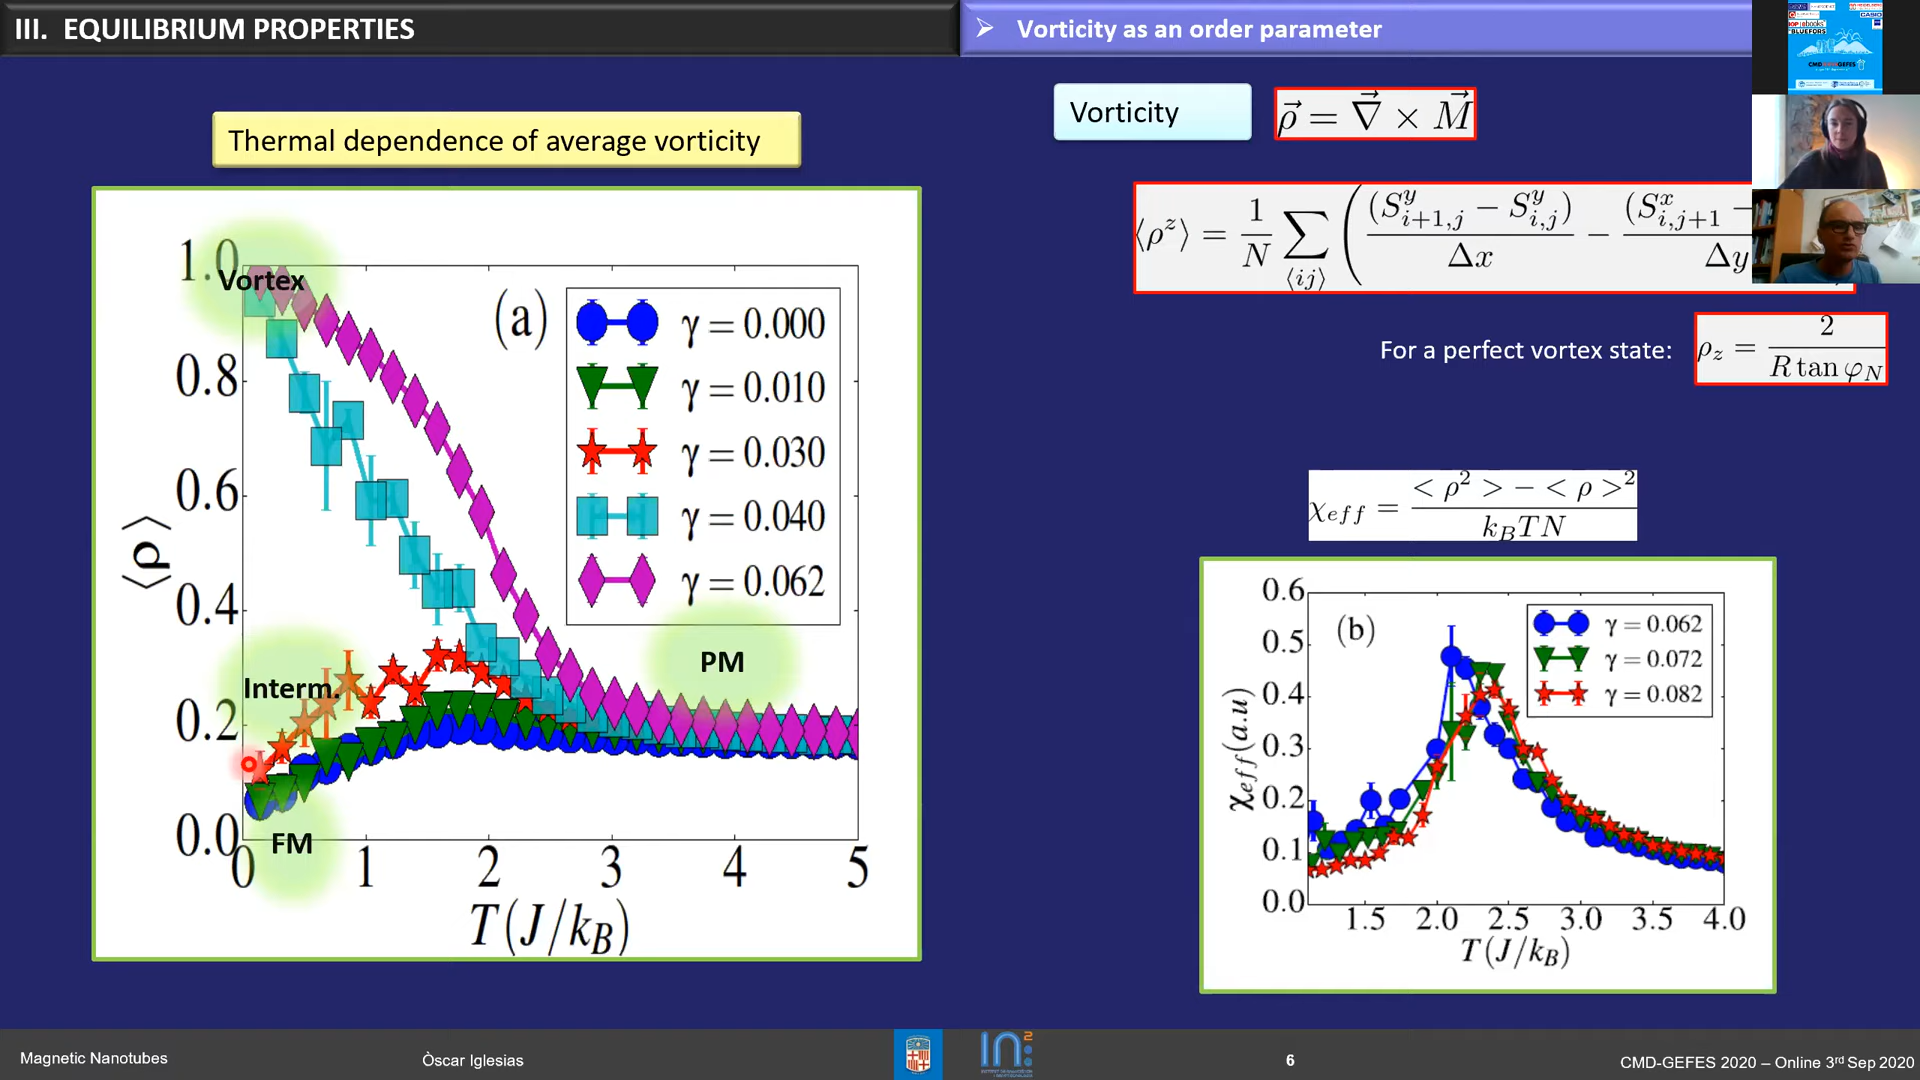 III. EQUILIBRIUM PROPERTIES
Vorticity as an order parameter
Thermal dependence of average vorticity
Vorticity
ρ⃗ = ∇⃗ × M⃗
⟨ρ^z⟩ = 1/N ∑_⟨ij⟩ ( (S^y_{i+1,j} − S^y_{i,j}) / Δx − (S^x_{i,j+1} − / Δy
For a perfect vortex state:
ρ_z = 2 / (R tan φ_N)
χ_eff = (< ρ² > − < ρ >²) / (k_B T N)
(a)
γ = 0.000
γ = 0.010
γ = 0.030
γ = 0.040
γ = 0.062
Vortex
Interm.
FM
PM
⟨ρ⟩
1.0
0.8
0.6
0.4
0.2
0.0
0 1 2 3 4 5
T (J/k_B)
(b)
γ = 0.062
γ = 0.072
γ = 0.082
χ_eff (a.u)
0.6
0.5
0.4
0.3
0.2
0.1
0.0
1.5 2.0 2.5 3.0 3.5 4.0
T (J/k_B)
CASIO
BLUEFORS
Magnetic Nanotubes
Òscar Iglesias
IN²
6
CMD-GEFES 2020 – Online 3rd Sep 2020